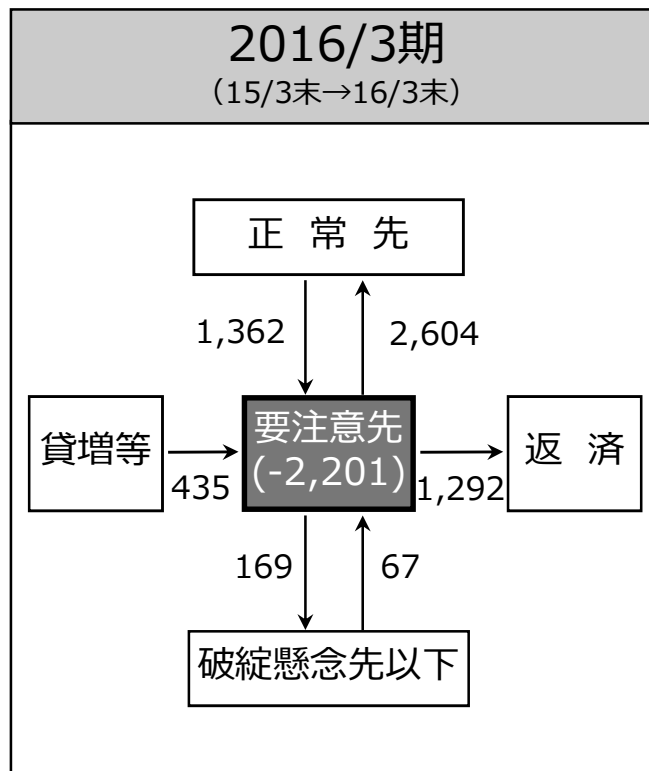 2016/3期
（15/3末→16/3末）
正 常 先
1,362
2,604
貸増等
435
要注意先
(-2,201)
1,292
返 済
169
67
破綻懸念先以下